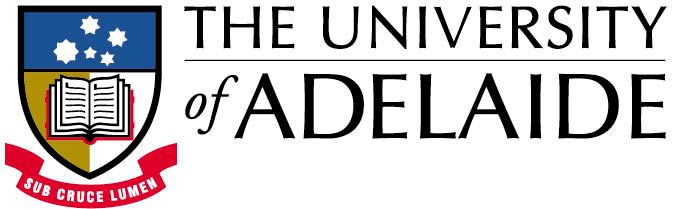 THE UNIVERSITY
of ADELAIDE
SUB CRUCE LUMEN